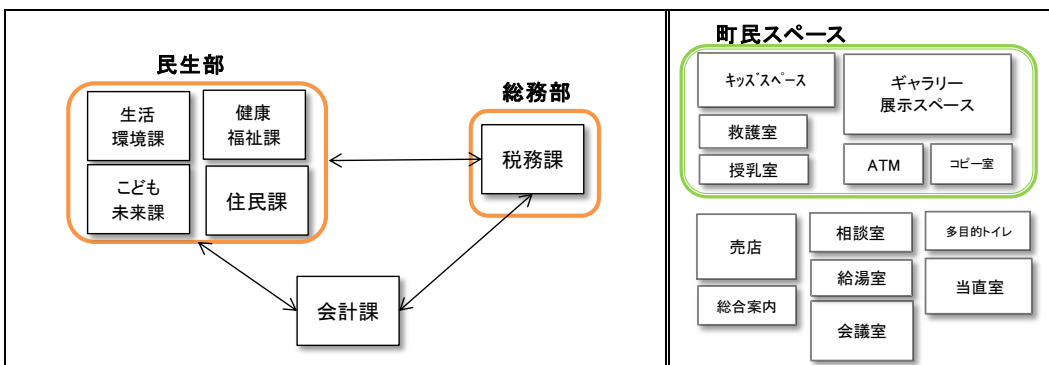 民生部
生活
環境課
健康
福祉課
こども
未来課
住民課
総務部
税務課
会計課
町民スペース
キッズスペース
ギャラリー
展示スペース
救護室
授乳室
ATM
コピー室
売店
相談室
多目的トイレ
給湯室
当直室
総合案内
会議室